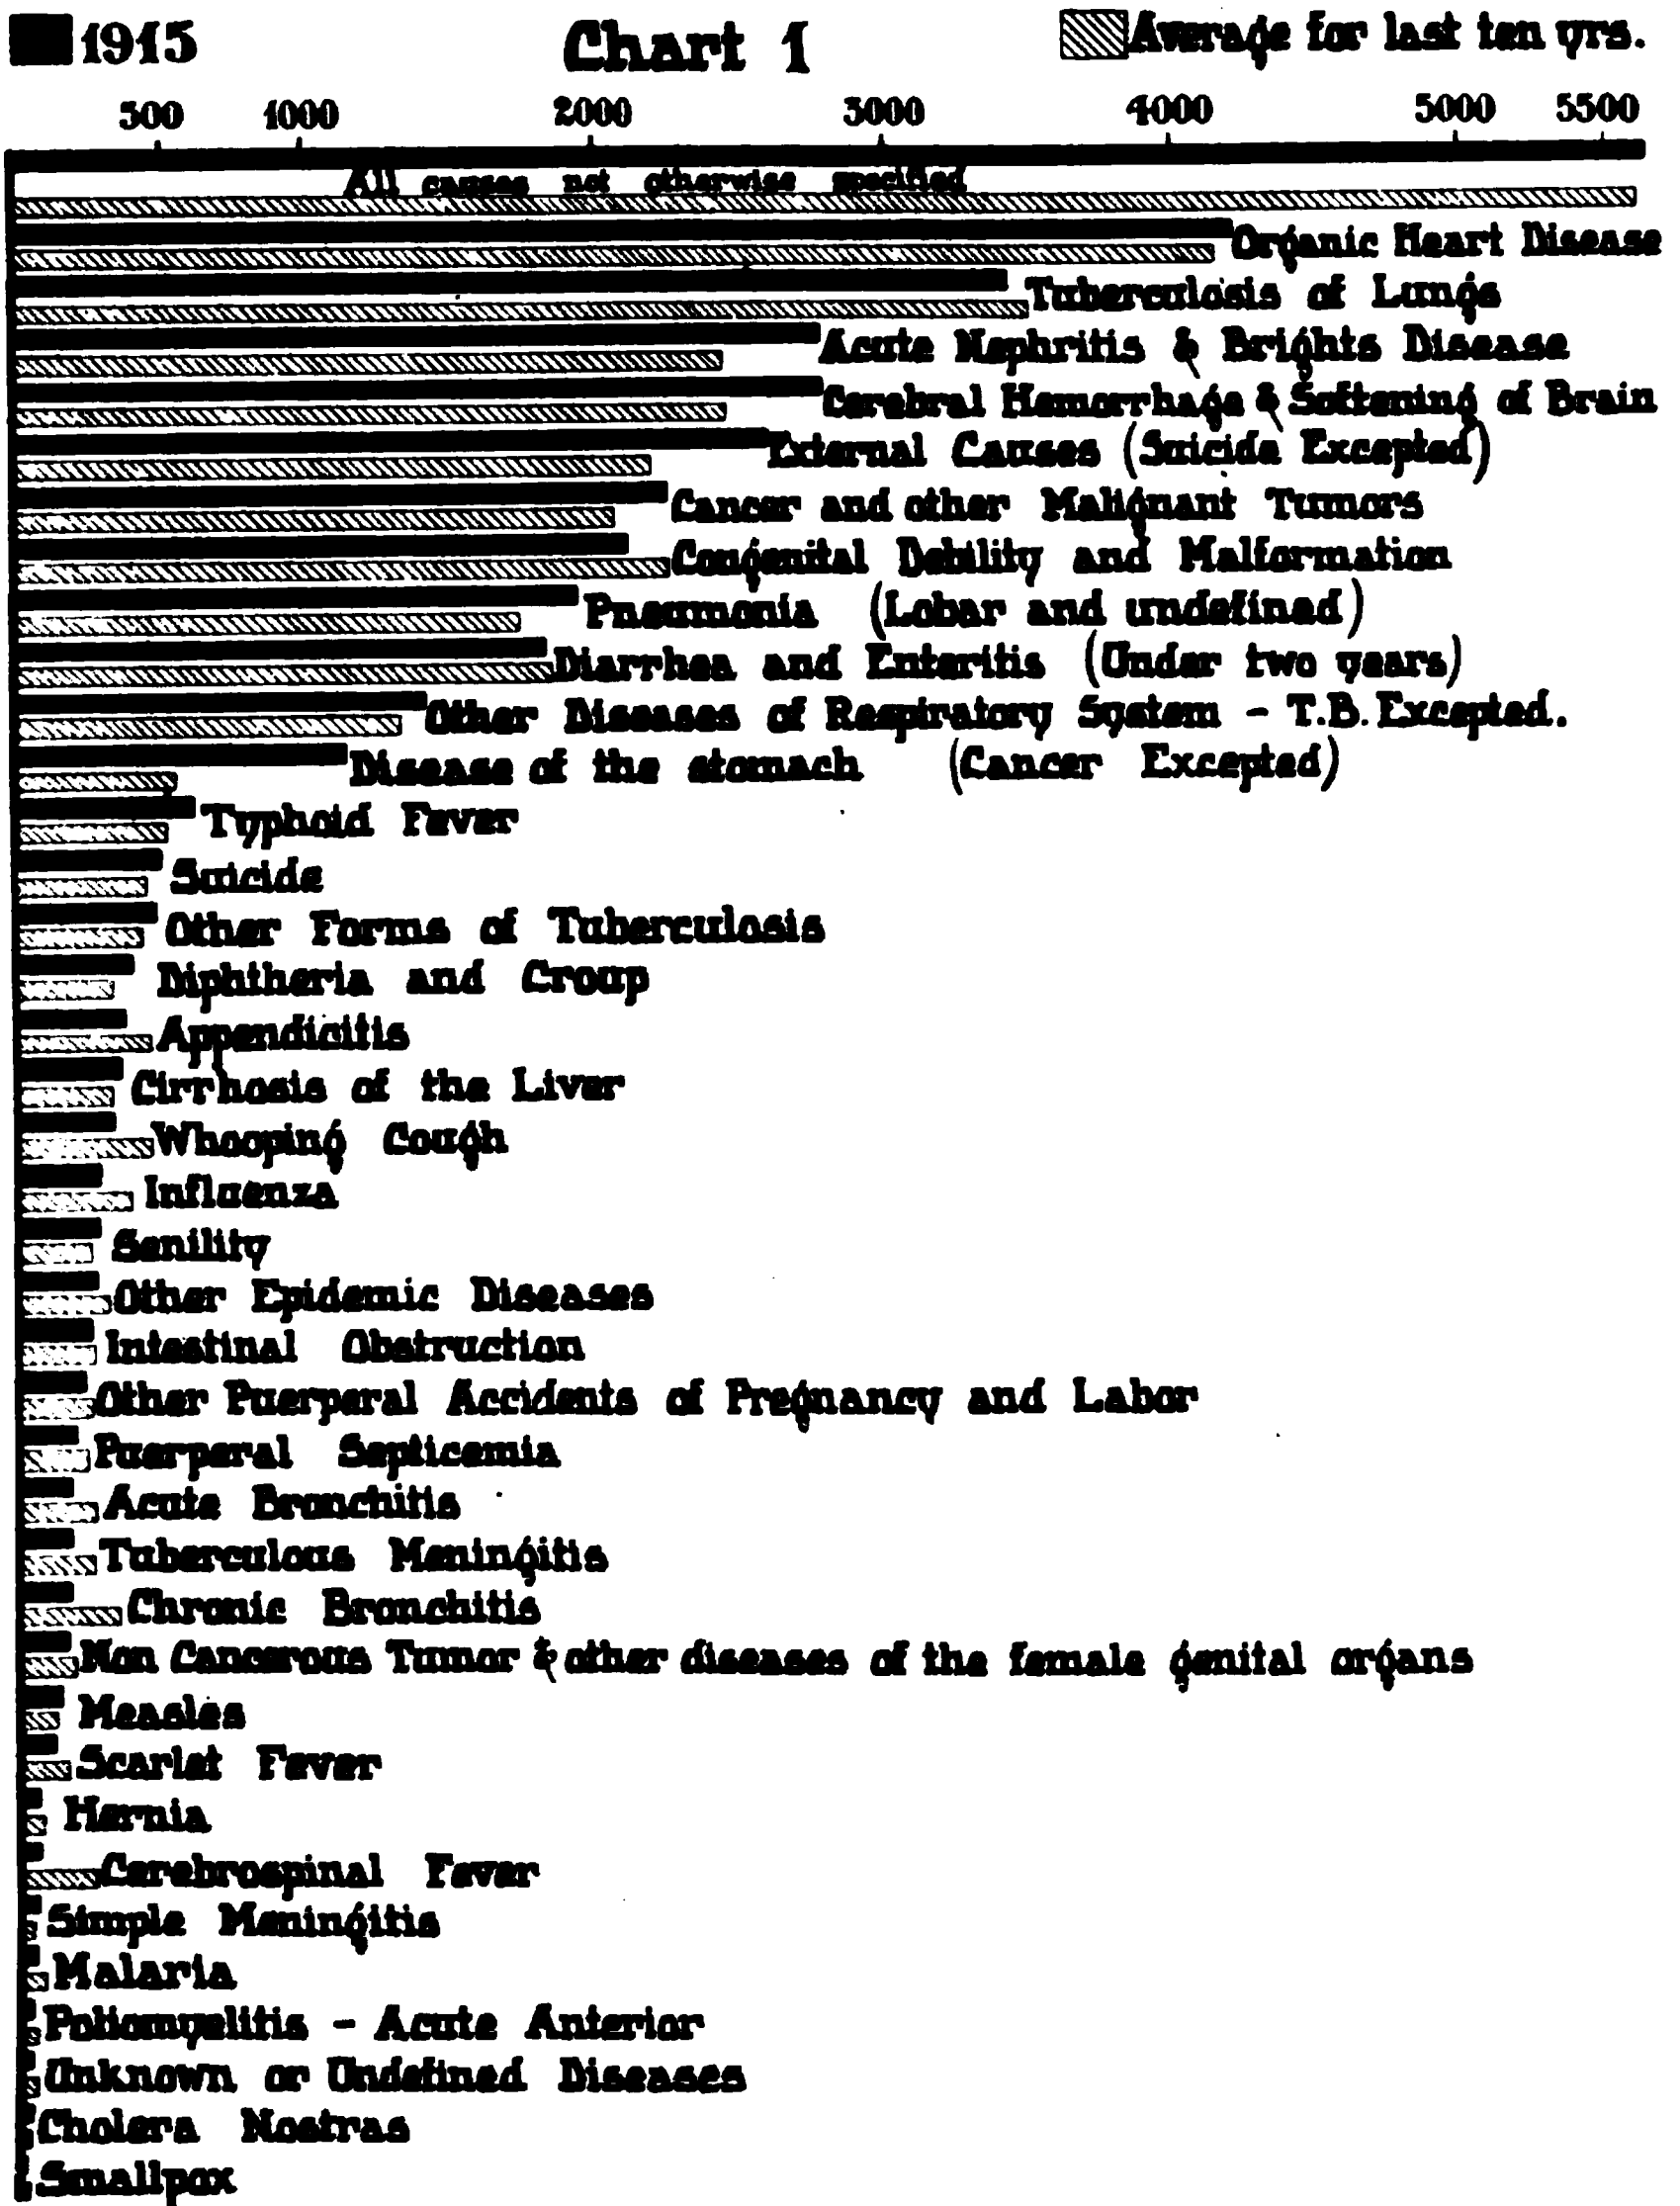 1915 Chart 1 Average for last ten yrs.
500 1000 2000 3000 4000 5000 5500
All causes not otherwise specified
Organic Heart Disease
Tuberculosis of Lungs
Acute Nephritis & Brights Disease
Cerebral Hemorrhage & Softening of Brain
External Causes (Suicide Excepted)
Cancer and other Malignant Tumors
Congenital Debility and Malformation
Pneumonia (Lobar and undefined)
Diarrhea and Enteritis (Under two years)
Other Diseases of Respiratory System - T.B. Excepted.
Disease of the stomach (Cancer Excepted)
Typhoid Fever
Suicide
Other Forms of Tuberculosis
Diphtheria and Croup
Appendicitis
Cirrhosis of the Liver
Whooping Cough
Influenza
Senility
Other Epidemic Diseases
Intestinal Obstruction
Other Puerperal Accidents of Pregnancy and Labor
Puerperal Septicemia
Acute Bronchitis
Tuberculous Meningitis
Chronic Bronchitis
Non Cancerous Tumor & other diseases of the female genital organs
Measles
Scarlet Fever
Hernia
Cerebrospinal Fever
Simple Meningitis
Malaria
Poliomyelitis - Acute Anterior
Unknown or Undefined Diseases
Cholera Nostras
Smallpox